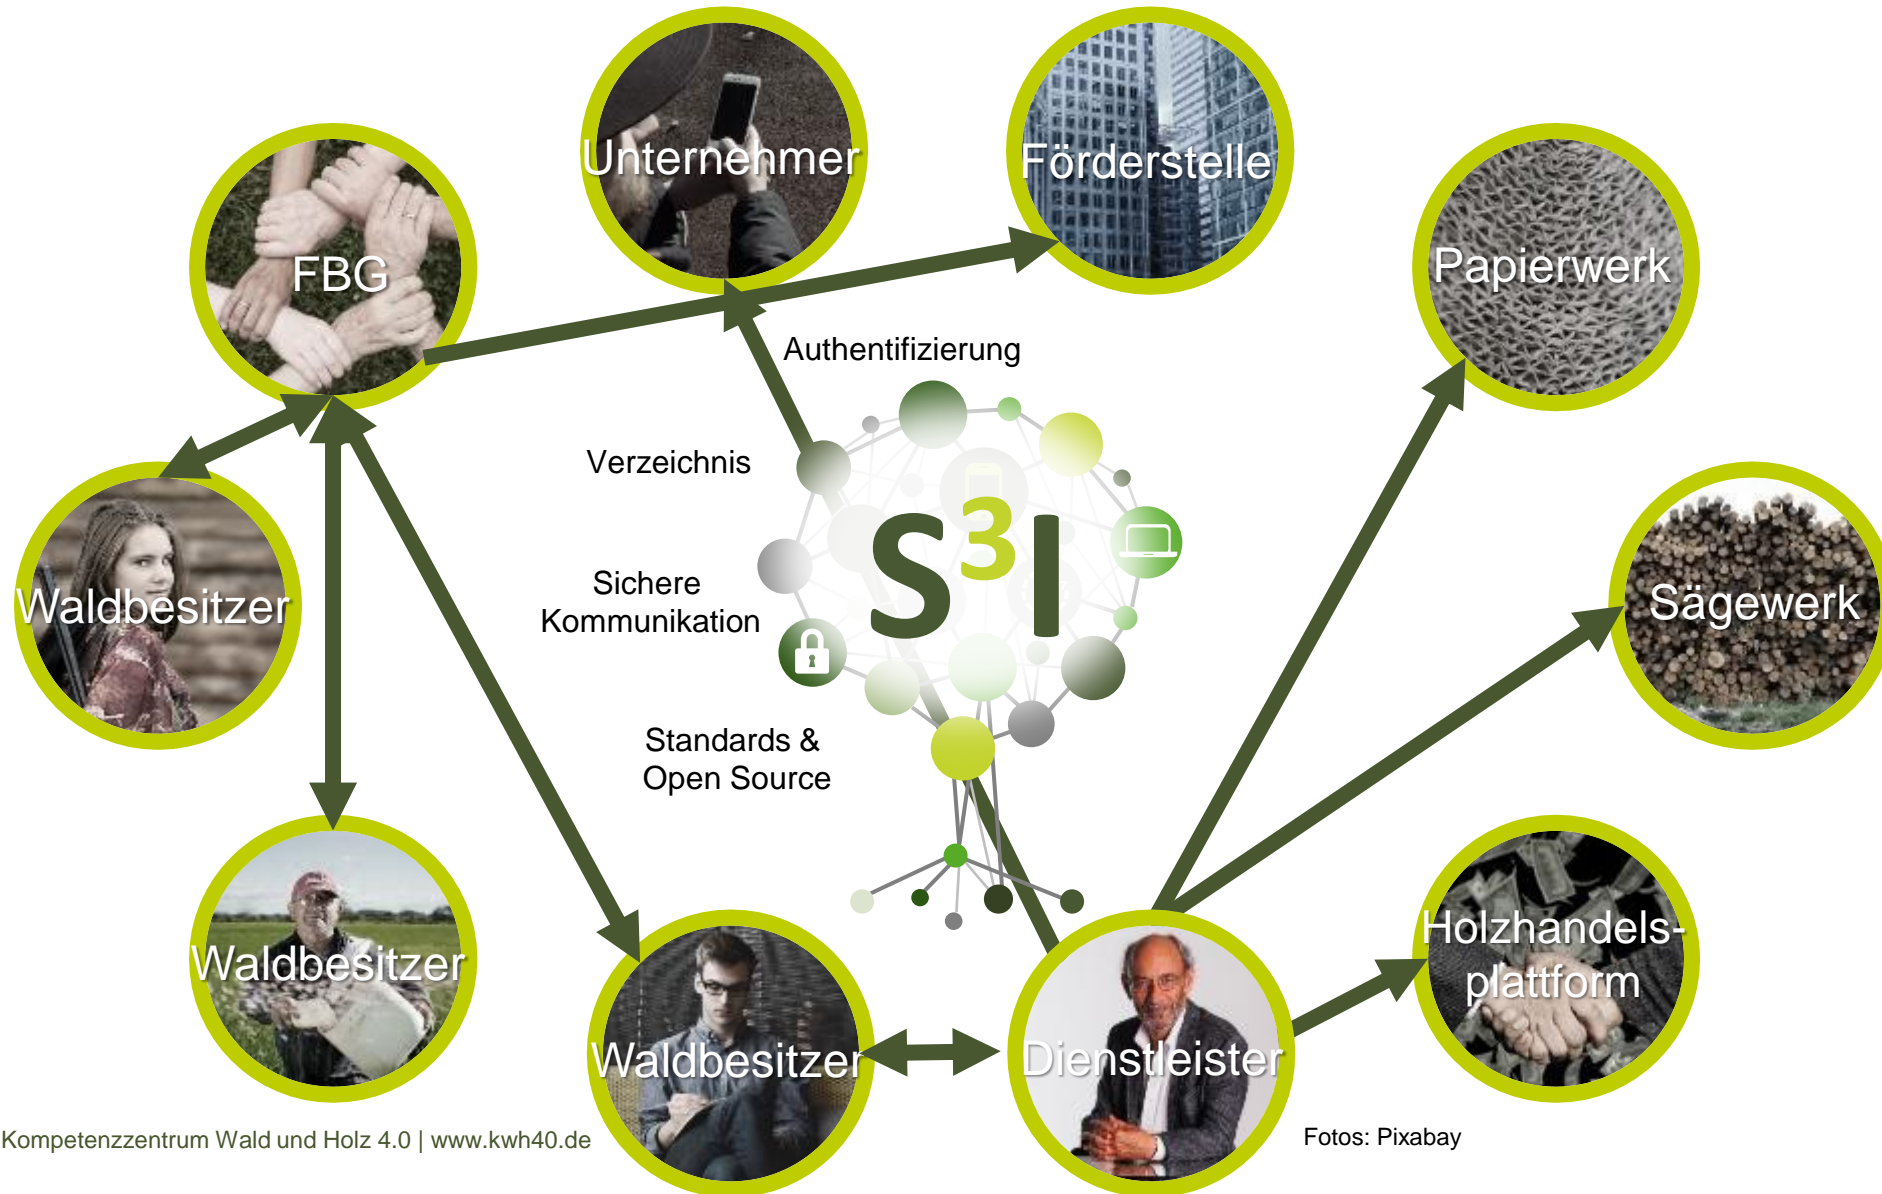 Unternehmer
Förderstelle
FBG
Papierwerk
Authentifizierung
Verzeichnis
S3I
Sichere
Kommunikation
Waldbesitzer
Sägewerk
Standards &
Open Source
Waldbesitzer
Holzhandels-
plattform
Waldbesitzer
Dienstleister
Kompetenzzentrum Wald und Holz 4.0 | www.kwh40.de
Fotos: Pixabay